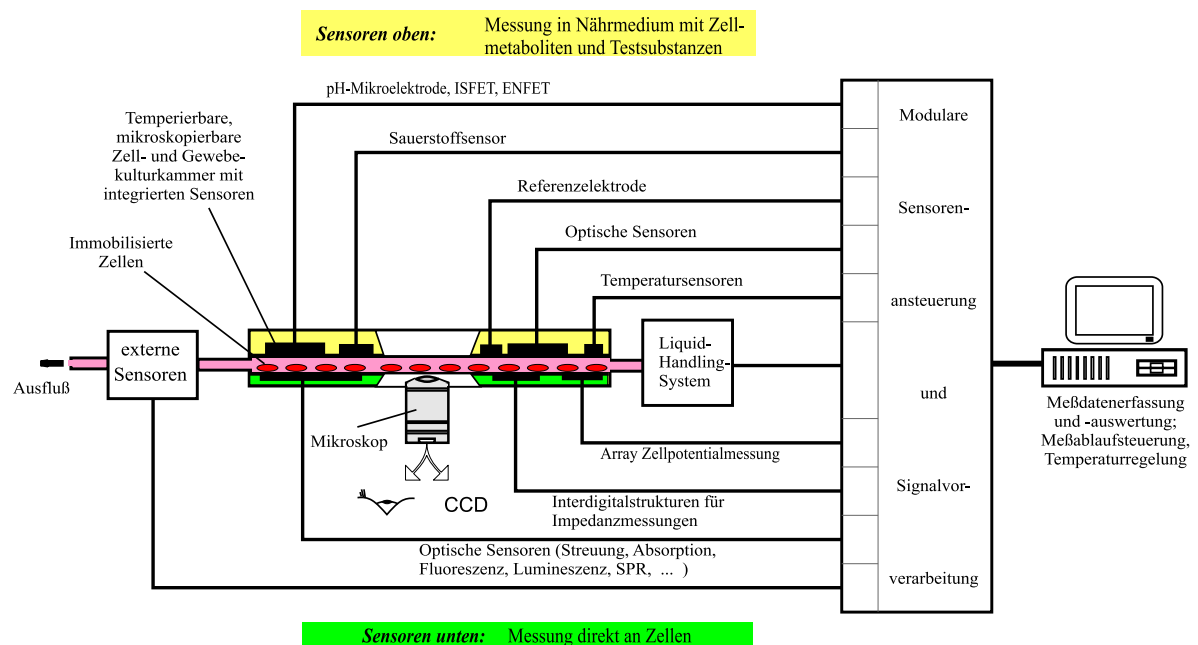 Sensoren oben: Messung in Nährmedium mit Zell-
metaboliten und Testsubstanzen
pH-Mikroelektrode, ISFET, ENFET
Temperierbare,
mikroskopierbare
Zell- und Gewebe-
kulturkammer mit
integrierten Sensoren
Sauerstoffsensor
Referenzelektrode
Optische Sensoren
Temperatursensoren
Immobilisierte
Zellen
externe
Sensoren
Ausfluß
Liquid-
Handling-
System
Mikroskop
CCD
Array Zellpotentialmessung
Interdigitalstrukturen für
Impedanzmessungen
Optische Sensoren (Streuung, Absorption,
Fluoreszenz, Lumineszenz, SPR, ... )
Modulare
Sensoren-
ansteuerung
und
Signalvor-
verarbeitung
Meßdatenerfassung
und -auswertung;
Meßablaufsteuerung,
Temperaturregelung
Sensoren unten: Messung direkt an Zellen